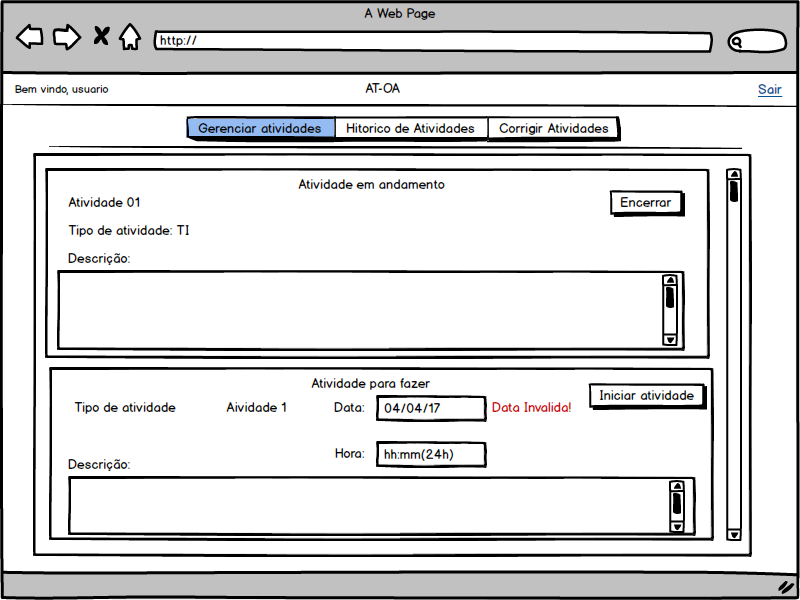 A Web Page
http://
Bem vindo, usuario
AT-OA
Sair
Gerenciar atividades
Hitorico de Atividades
Corrigir Atividades
Atividade em andamento
Atividade 01
Encerrar
Tipo de atividade: TI
Descrição:
Atividade para fazer
Iniciar atividade
Tipo de atividade
Aividade 1
Data:
04/04/17
Data Invalida!
Hora:
hh:mm(24h)
Descrição: